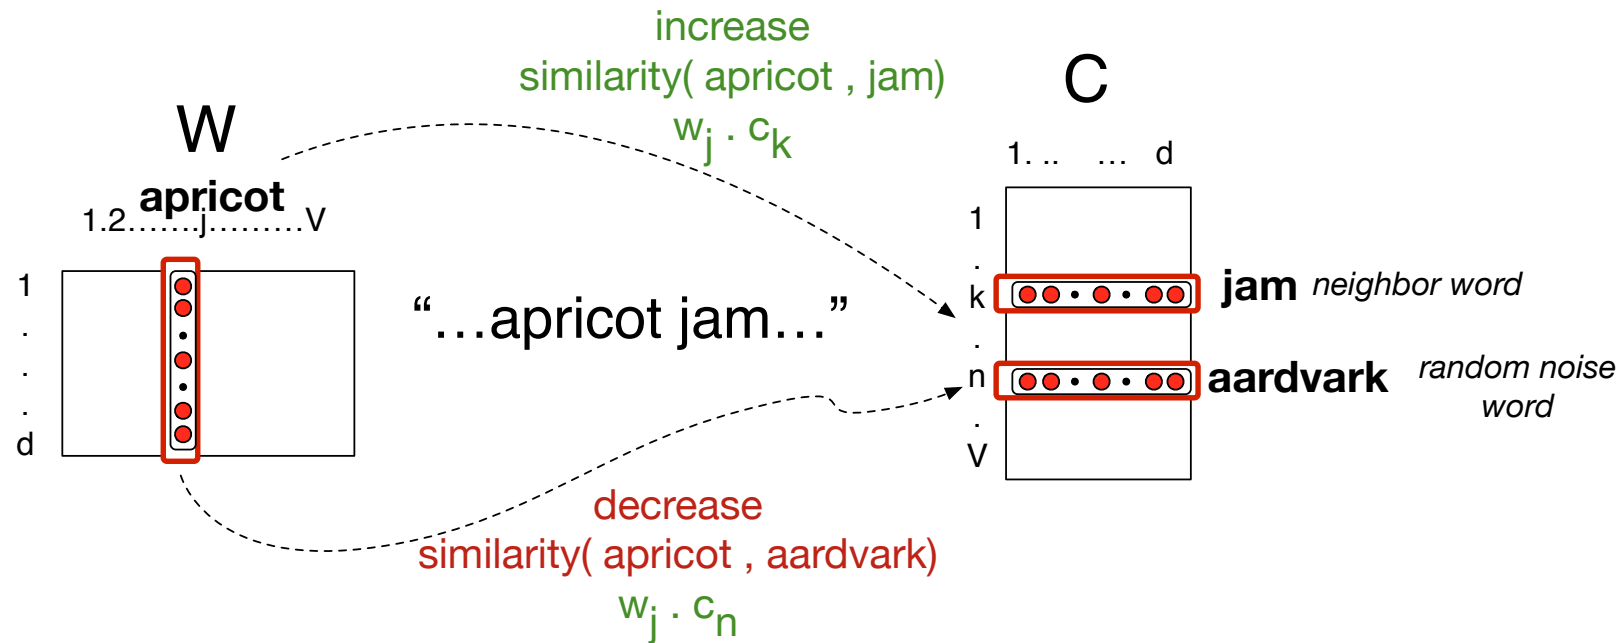 increase
similarity( apricot , jam)
wj . ck
W
apricot
1.2…….j………V
1
.
.
.
d
“…apricot jam…”
C
1. .. … d
1
.
k
.
n
.
V
jam neighbor word
aardvark random noise
word
decrease
similarity( apricot , aardvark)
wj . cn